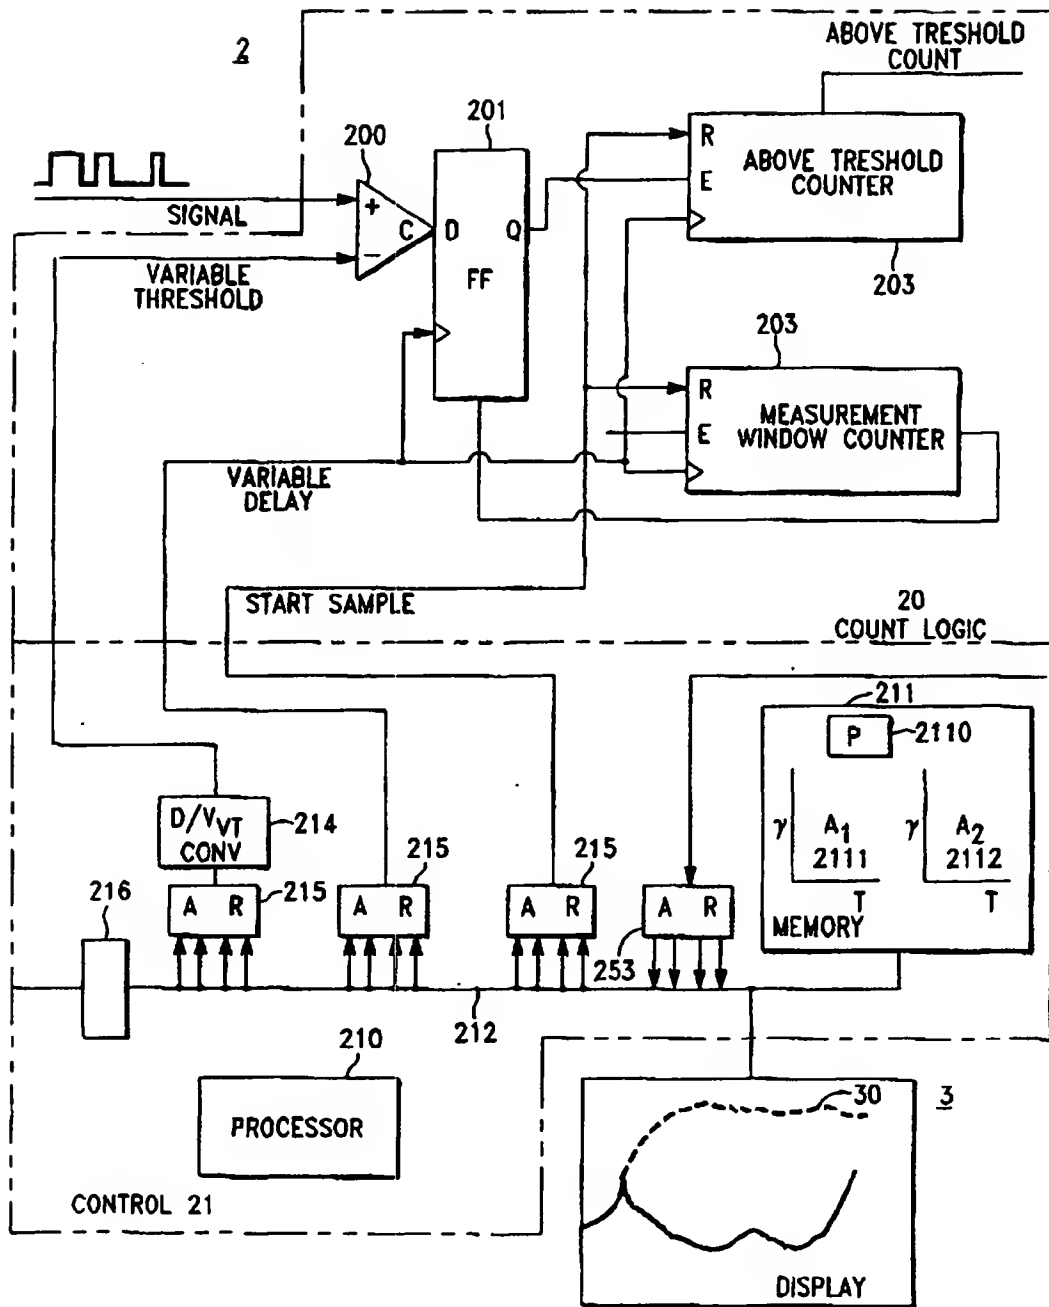 2
ABOVE TRESHOLD
COUNT
200
201
R
E
ABOVE TRESHOLD
COUNTER
203
SIGNAL
+
-
C
D
Q
FF
VARIABLE
THRESHOLD
203
R
E
MEASUREMENT
WINDOW COUNTER
VARIABLE
DELAY
START SAMPLE
20
COUNT LOGIC
211
P
2110
γ
A1
2111
T
γ
A2
2112
T
MEMORY
D/VVT
CONV
214
216
A R
215
A R
215
A R
215
A R
253
212
210
PROCESSOR
CONTROL 21
30
3
DISPLAY